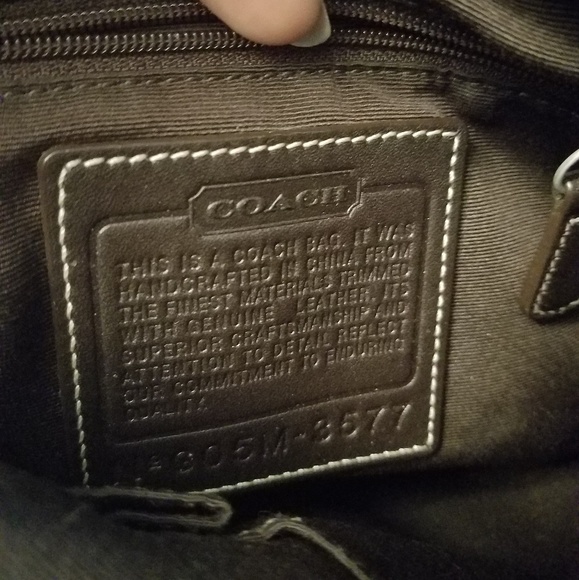 COACH
THIS IS A COACH BAG. IT WAS
HANDCRAFTED IN CHINA FROM
THE FINEST MATERIALS TRIMMED
WITH GENUINE LEATHER. ITS
SUPERIOR CRAFTSMANSHIP AND
ATTENTION TO DETAIL REFLECT
OUR COMMITMENT TO ENDURING
QUALITY.
No 305M-3577